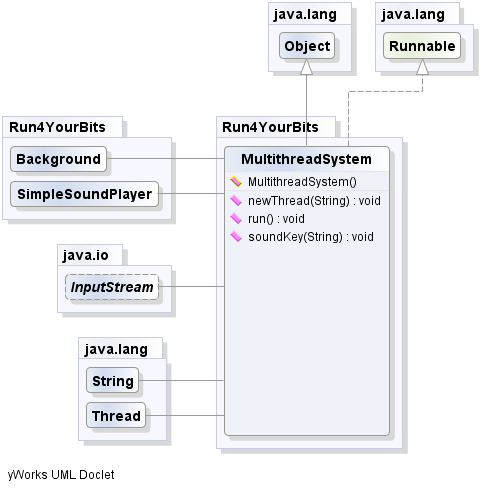 java.lang
Object
java.lang
Runnable
Run4YourBits
Background
SimpleSoundPlayer
Run4YourBits
MultithreadSystem
MultithreadSystem()
newThread(String) : void
run() : void
soundKey(String) : void
java.io
InputStream
java.lang
String
Thread
yWorks UML Doclet